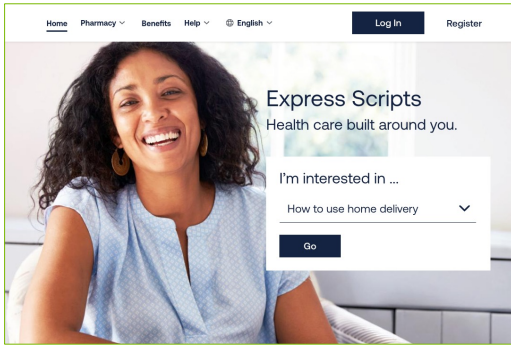 Home Pharmacy Benefits Help English Log In Register
Express Scripts
Health care built around you.
I'm interested in ...
How to use home delivery
Go